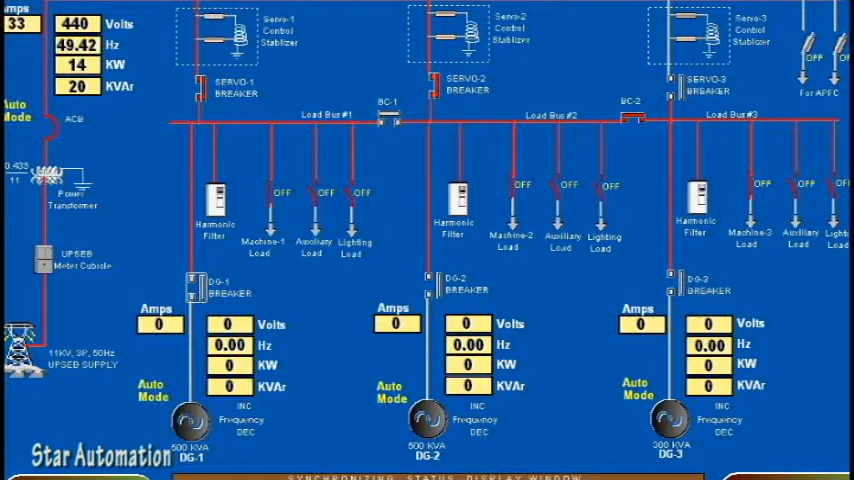 Amps
33
440 Volts
49.42 Hz
14 KW
20 KVAr
Auto
Mode
ACB
0.433
11
Power
Transformer
UPSEB
Meter Cubicle
11KV, 3P, 50Hz
UPSEB SUPPLY
Servo-1
Control
Stablizer
SERVO-1
BREAKER
Servo-2
Control
Stablizer
SERVO-2
BREAKER
Servo-3
Control
Stablizer
SERVO-3
BREAKER
OFF
OFF
For APFC
Load Bus #1
BC-1
Load Bus #2
BC-2
Load Bus #3
Harmonic
Filter
OFF
Machine-1
Load
OFF
Auxiliary
Load
OFF
Lighting
Load
Harmonic
Filter
OFF
Machine-2
Load
OFF
Auxiliary
Load
OFF
Lighting
Load
Harmonic
Filter
OFF
Machine-3
Load
OFF
Auxiliary
Load
OFF
Load
DG-1
BREAKER
Amps
0
0 Volts
0.00 Hz
0 KW
0 KVAr
Auto
Mode
INC
Frequency
DEC
500 KVA
DG-1
DG-2
BREAKER
Amps
0
0 Volts
0.00 Hz
0 KW
0 KVAr
Auto
Mode
INC
Frequency
DEC
500 KVA
DG-2
DG-3
BREAKER
Amps
0
0 Volts
0.00 Hz
0 KW
0 KVAr
Auto
Mode
INC
Frequency
DEC
380 KVA
DG-3
Star Automation
SYNCHRONIZING STATUS DISPLAY WINDOW